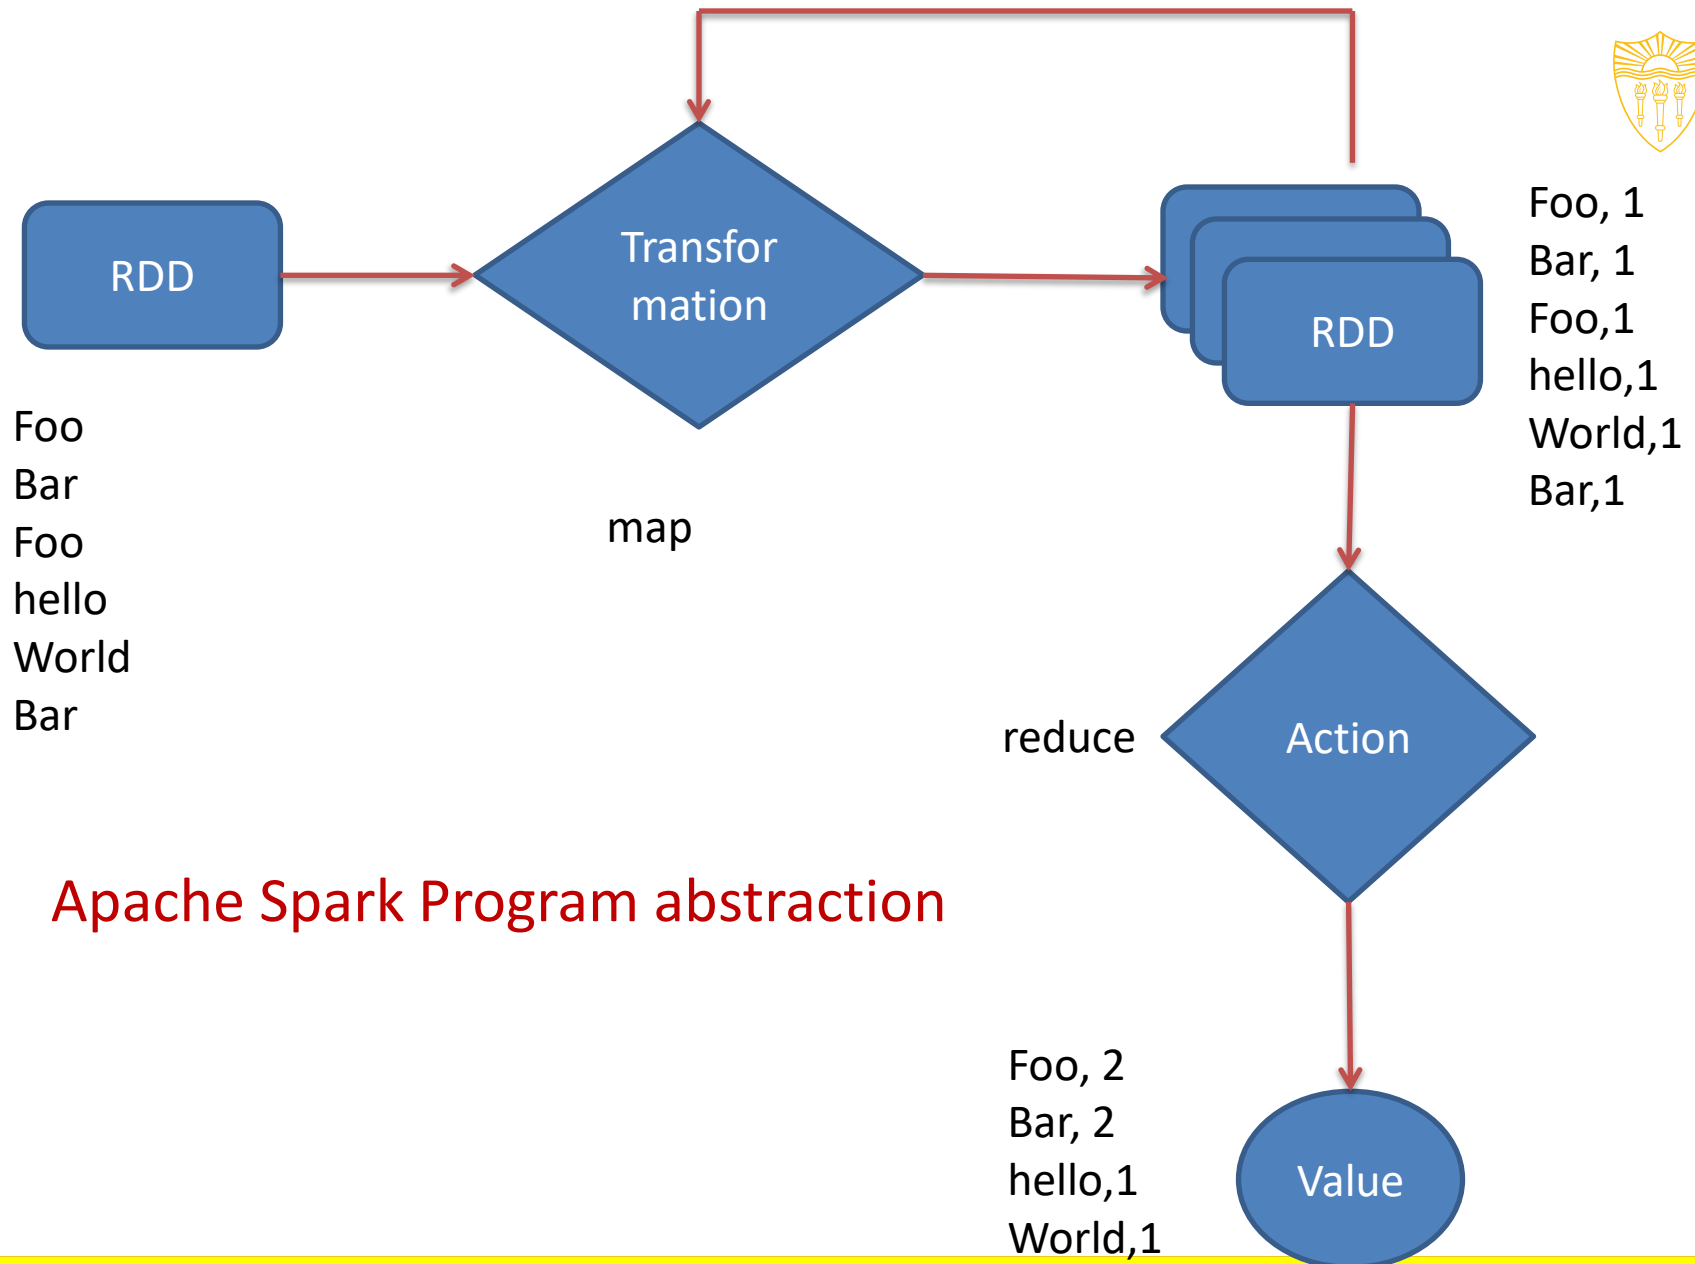 RDD
Foo
Bar
Foo
hello
World
Bar
Transfor
mation
map
RDD
Foo, 1
Bar, 1
Foo,1
hello,1
World,1
Bar,1
reduce
Action
Apache Spark Program abstraction
Foo, 2
Bar, 2
hello,1
World,1
Value